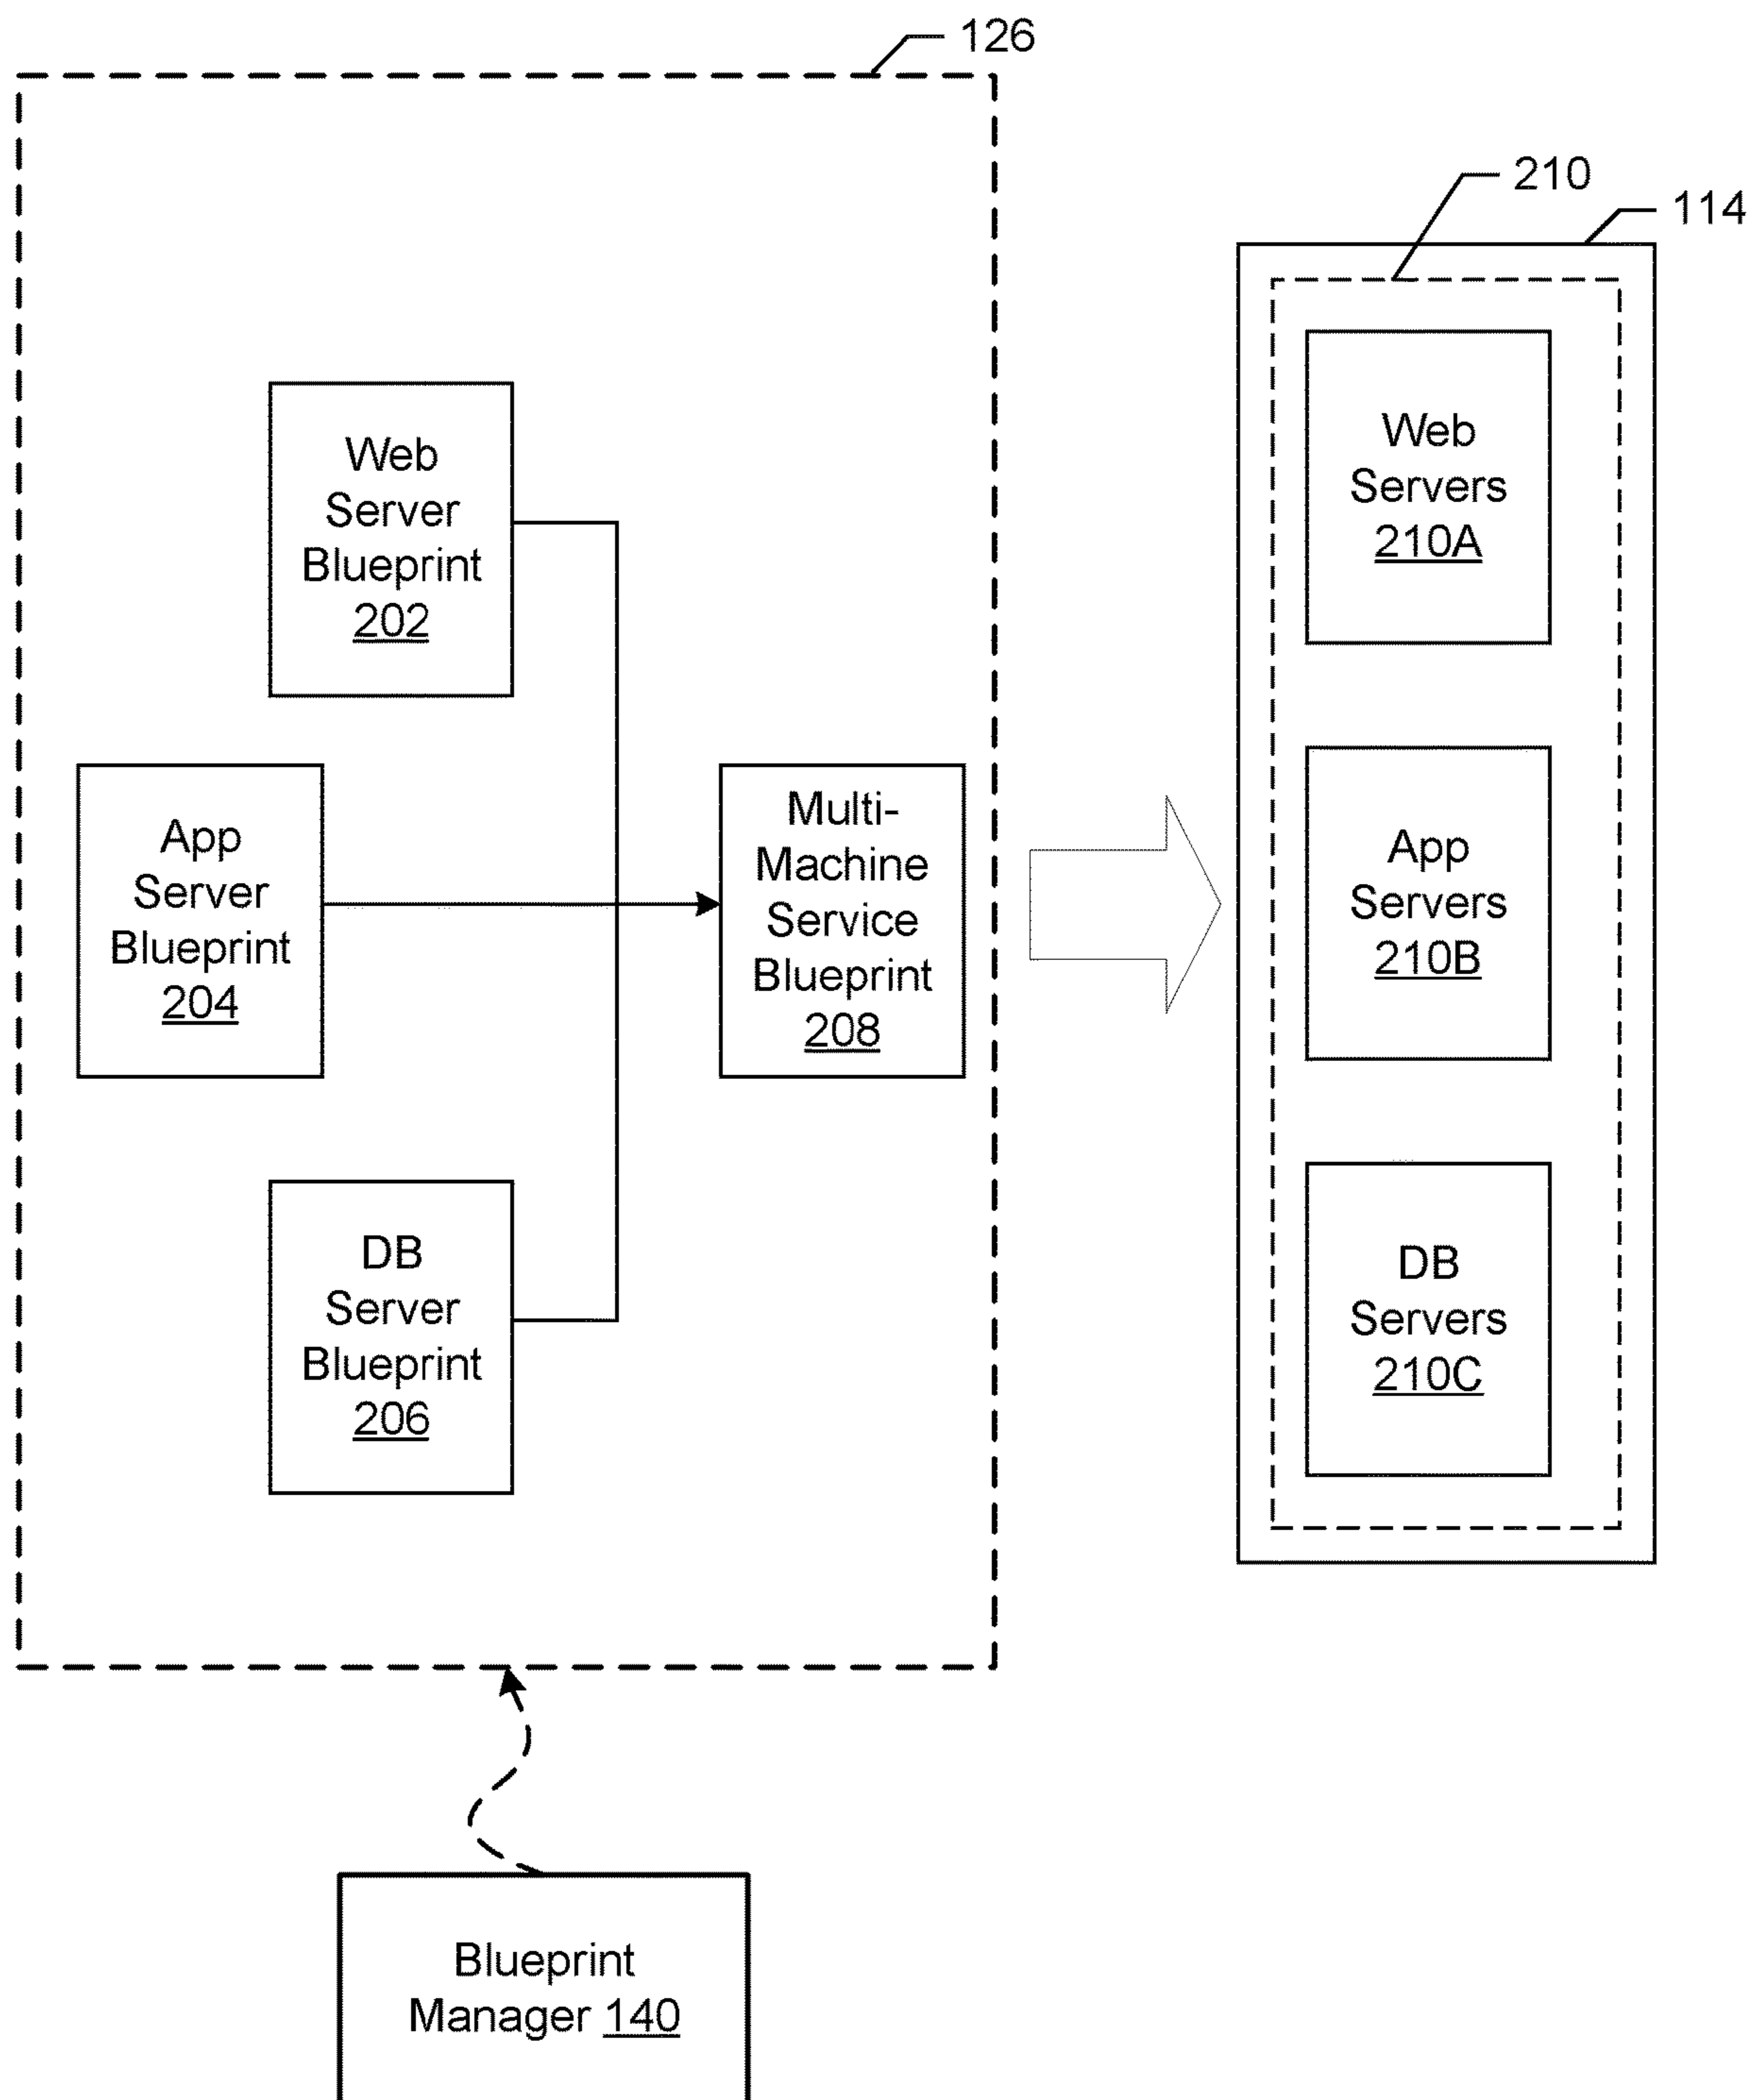 126
210
114
Web
Server
Blueprint
202
App
Server
Blueprint
204
DB
Server
Blueprint
206
Multi-
Machine
Service
Blueprint
208
Web
Servers
210A
App
Servers
210B
DB
Servers
210C
Blueprint
Manager 140